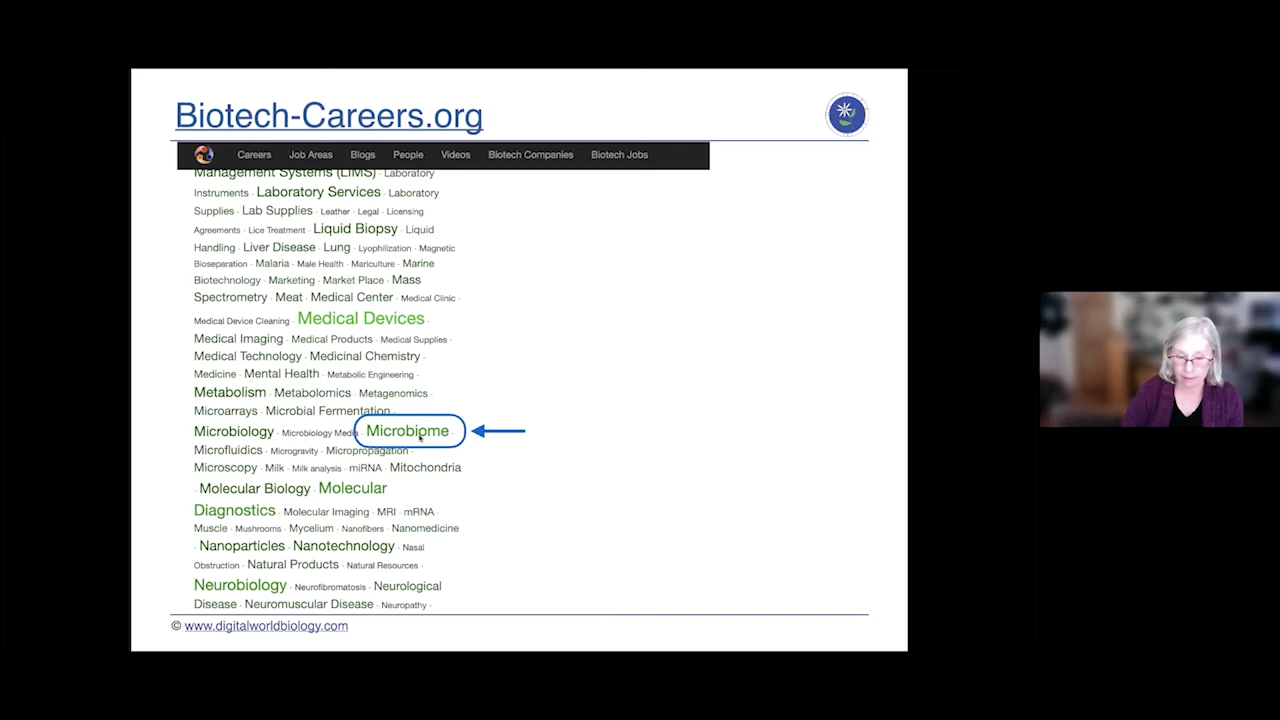 Biotech-Careers.org
Careers Job Areas Blogs People Videos Biotech Companies Biotech Jobs
Management Systems (LIMS) · Laboratory
Instruments · Laboratory Services · Laboratory
Supplies · Lab Supplies · Leather · Legal · Licensing
Agreements · Lice Treatment · Liquid Biopsy · Liquid
Handling · Liver Disease · Lung · Lyophilization · Magnetic
Bioseparation · Malaria · Male Health · Mariculture · Marine
Biotechnology · Marketing · Market Place · Mass
Spectrometry · Meat · Medical Center · Medical Clinic ·
Medical Device Cleaning · Medical Devices ·
Medical Imaging · Medical Products · Medical Supplies ·
Medical Technology · Medicinal Chemistry ·
Medicine · Mental Health · Metabolic Engineering ·
Metabolism · Metabolomics · Metagenomics ·
Microarrays · Microbial Fermentation ·
Microbiology · Microbiology Media · Microbiome ·
Microfluidics · Microgravity · Micropropagation ·
Microscopy · Milk · Milk analysis · miRNA · Mitochondria
· Molecular Biology · Molecular
Diagnostics · Molecular Imaging · MRI · mRNA ·
Muscle · Mushrooms · Mycelium · Nanofibers · Nanomedicine
· Nanoparticles · Nanotechnology · Nasal
Obstruction · Natural Products · Natural Resources ·
Neurobiology · Neurofibromatosis · Neurological
Disease · Neuromuscular Disease · Neuropathy ·
© www.digitalworldbiology.com